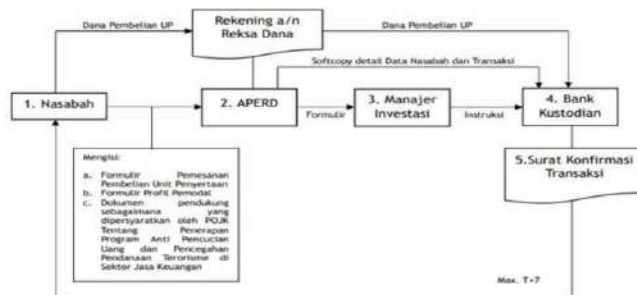 Dana Pembelian UP
Rekening a/n
Reksa Dana
Dana Pembelian UP
Softcopy detail Data Nasabah dan Transaksi
1. Nasabah
2. APERD
Formulir
3. Manajer
Investasi
Instruksi
4. Bank
Kustodian
Mengisi:
a. Formulir Pemesanan
Pembelian Unit Penyertaan
b. Formulir Profil Pemodal
c. Dokumen pendukung
sebagaimana yang
dipersyaratkan oleh POJK
Tentang Penerapan
Program Anti Pencucian
Uang dan Pencegahan
Pendanaan Terorisme di
Sektor Jasa Keuangan
5.Surat Konfirmasi
Transaksi
Max. T+7